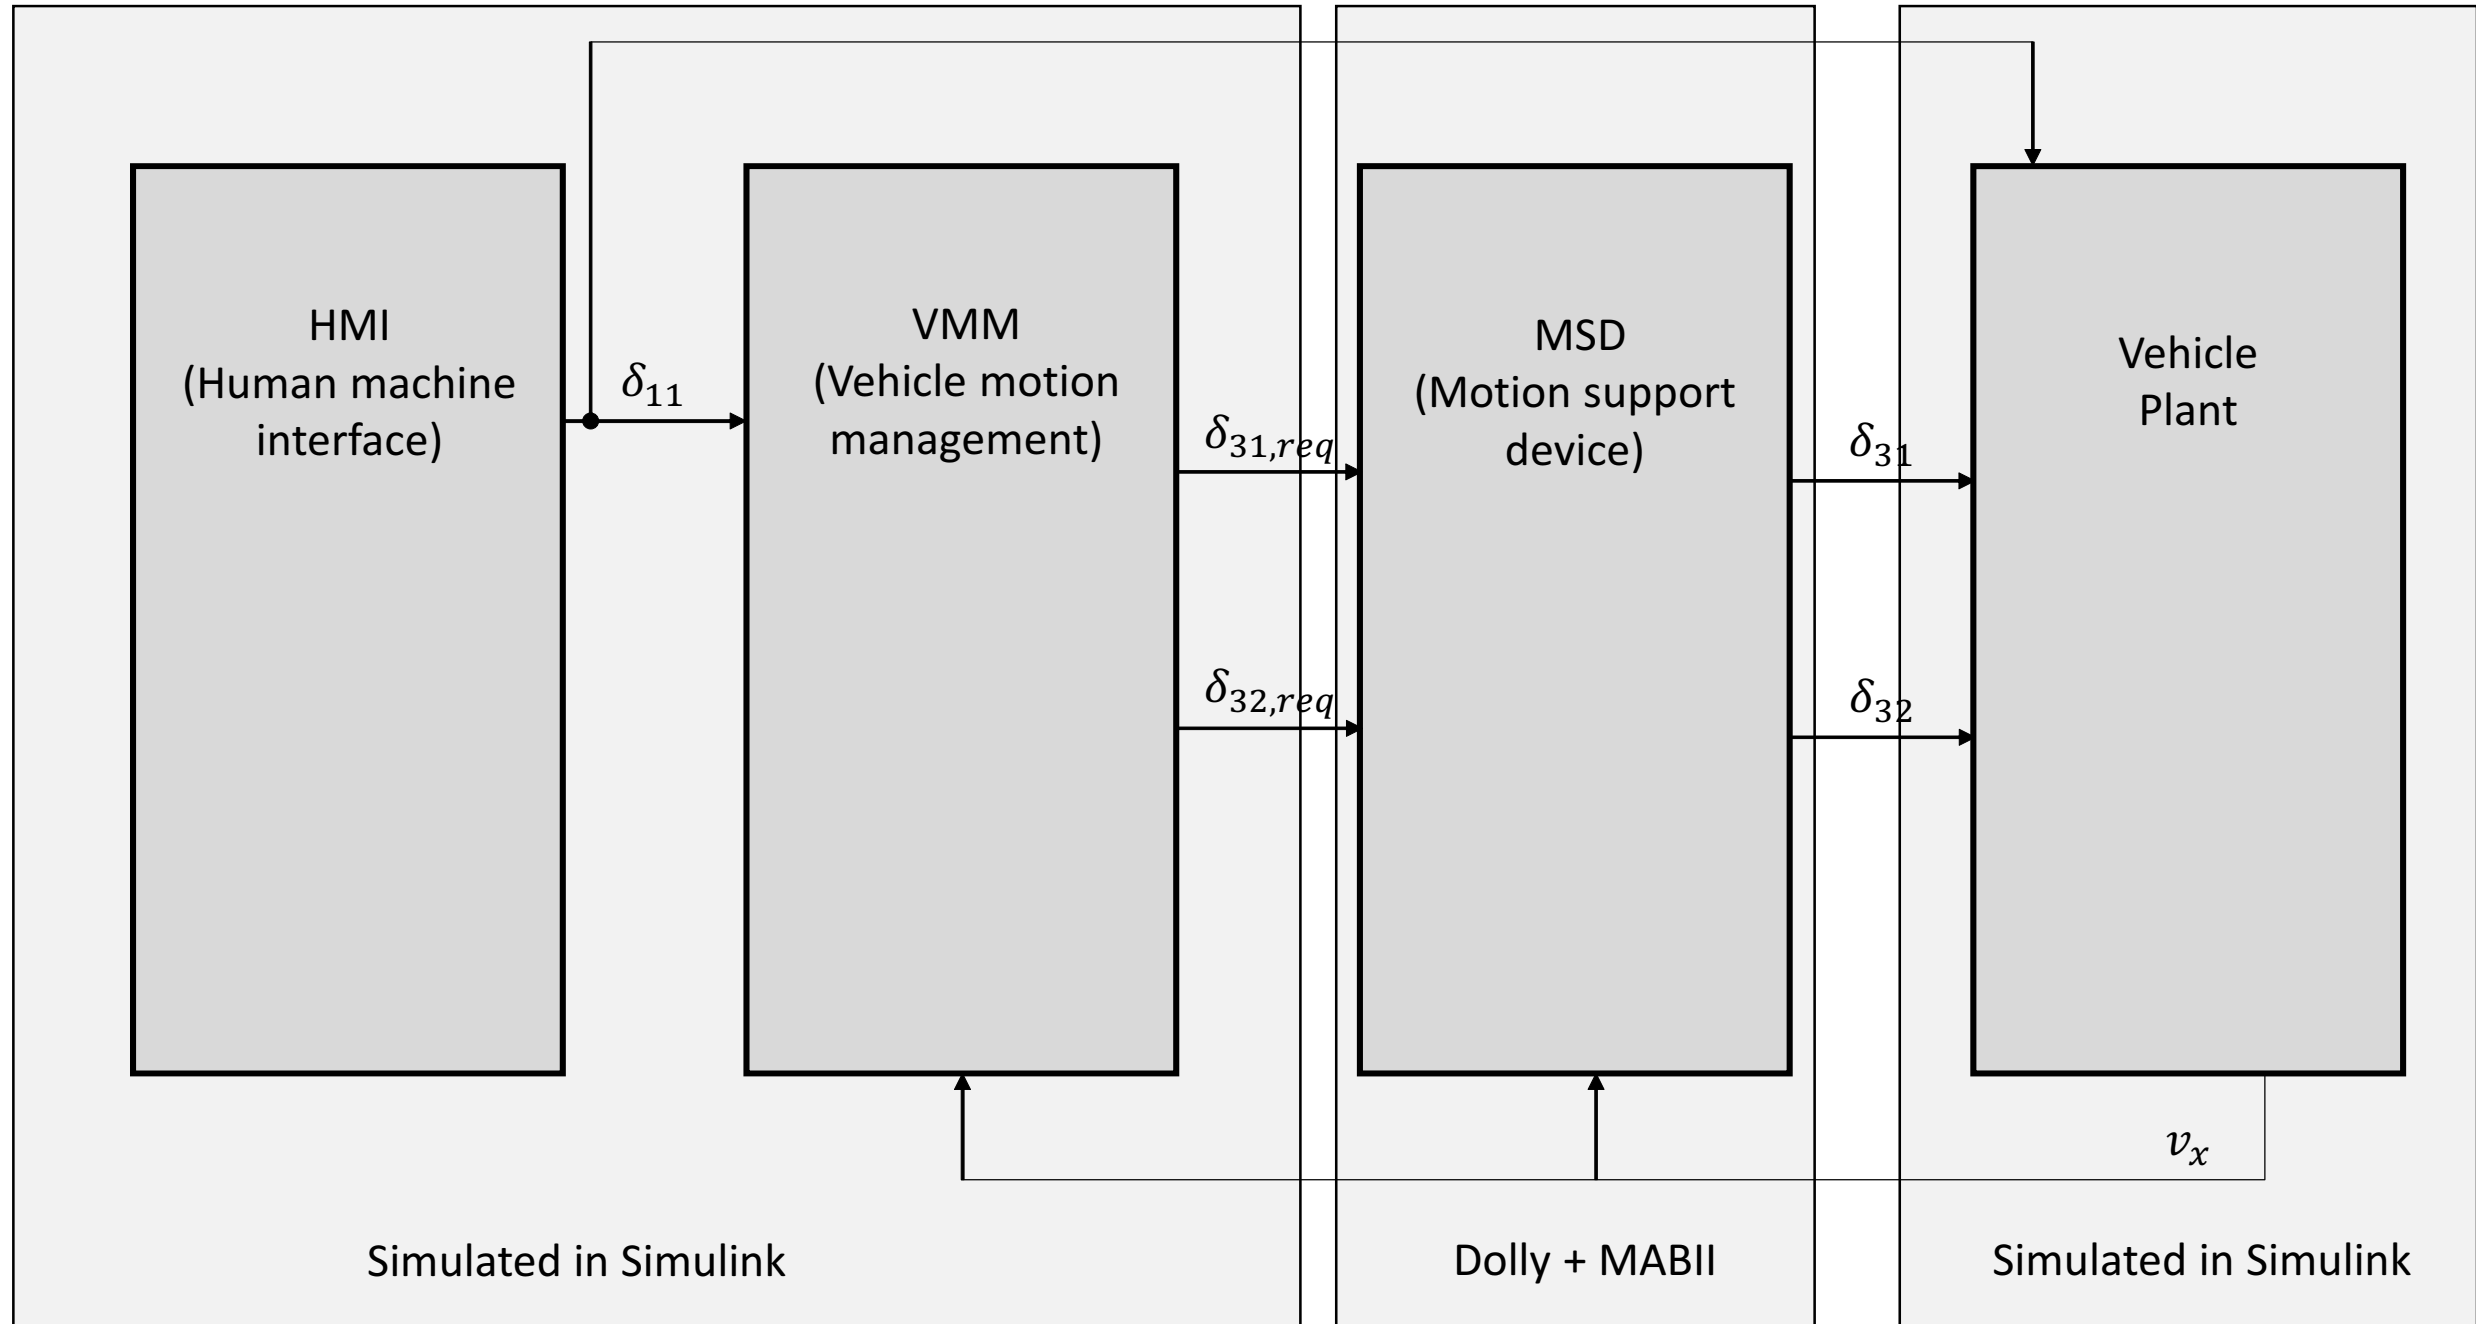 HMI
(Human machine
interface)
δ₁₁
VMM
(Vehicle motion
management)
δ₃₁,req
δ₃₂,req
MSD
(Motion support
device)
δ₃₁
δ₃₂
Vehicle
Plant
vₓ
Simulated in Simulink
Dolly + MABII
Simulated in Simulink